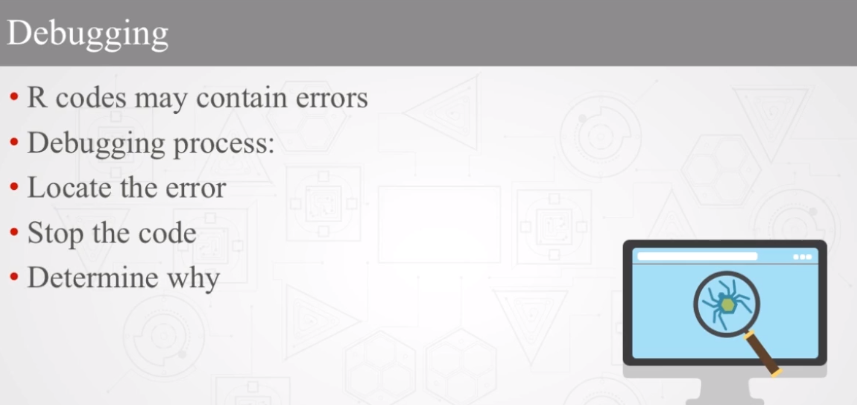 Debugging
• R codes may contain errors
• Debugging process:
• Locate the error
• Stop the code
• Determine why